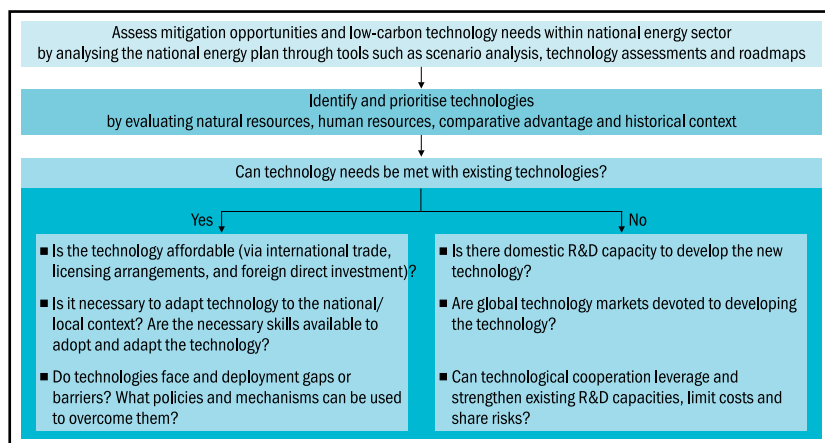 Assess mitigation opportunities and low-carbon technology needs within national energy sector
by analysing the national energy plan through tools such as scenario analysis, technology assessments and roadmaps
Identify and prioritise technologies
by evaluating natural resources, human resources, comparative advantage and historical context
Can technology needs be met with existing technologies?
Yes
■ Is the technology affordable (via international trade,
licensing arrangements, and foreign direct investment)?
■ Is it necessary to adapt technology to the national/
local context? Are the necessary skills available to
adopt and adapt the technology?
■ Do technologies face and deployment gaps or
barriers? What policies and mechanisms can be used
to overcome them?
No
■ Is there domestic R&D capacity to develop the new
technology?
■ Are global technology markets devoted to developing
the technology?
■ Can technological cooperation leverage and
strengthen existing R&D capacities, limit costs and
share risks?